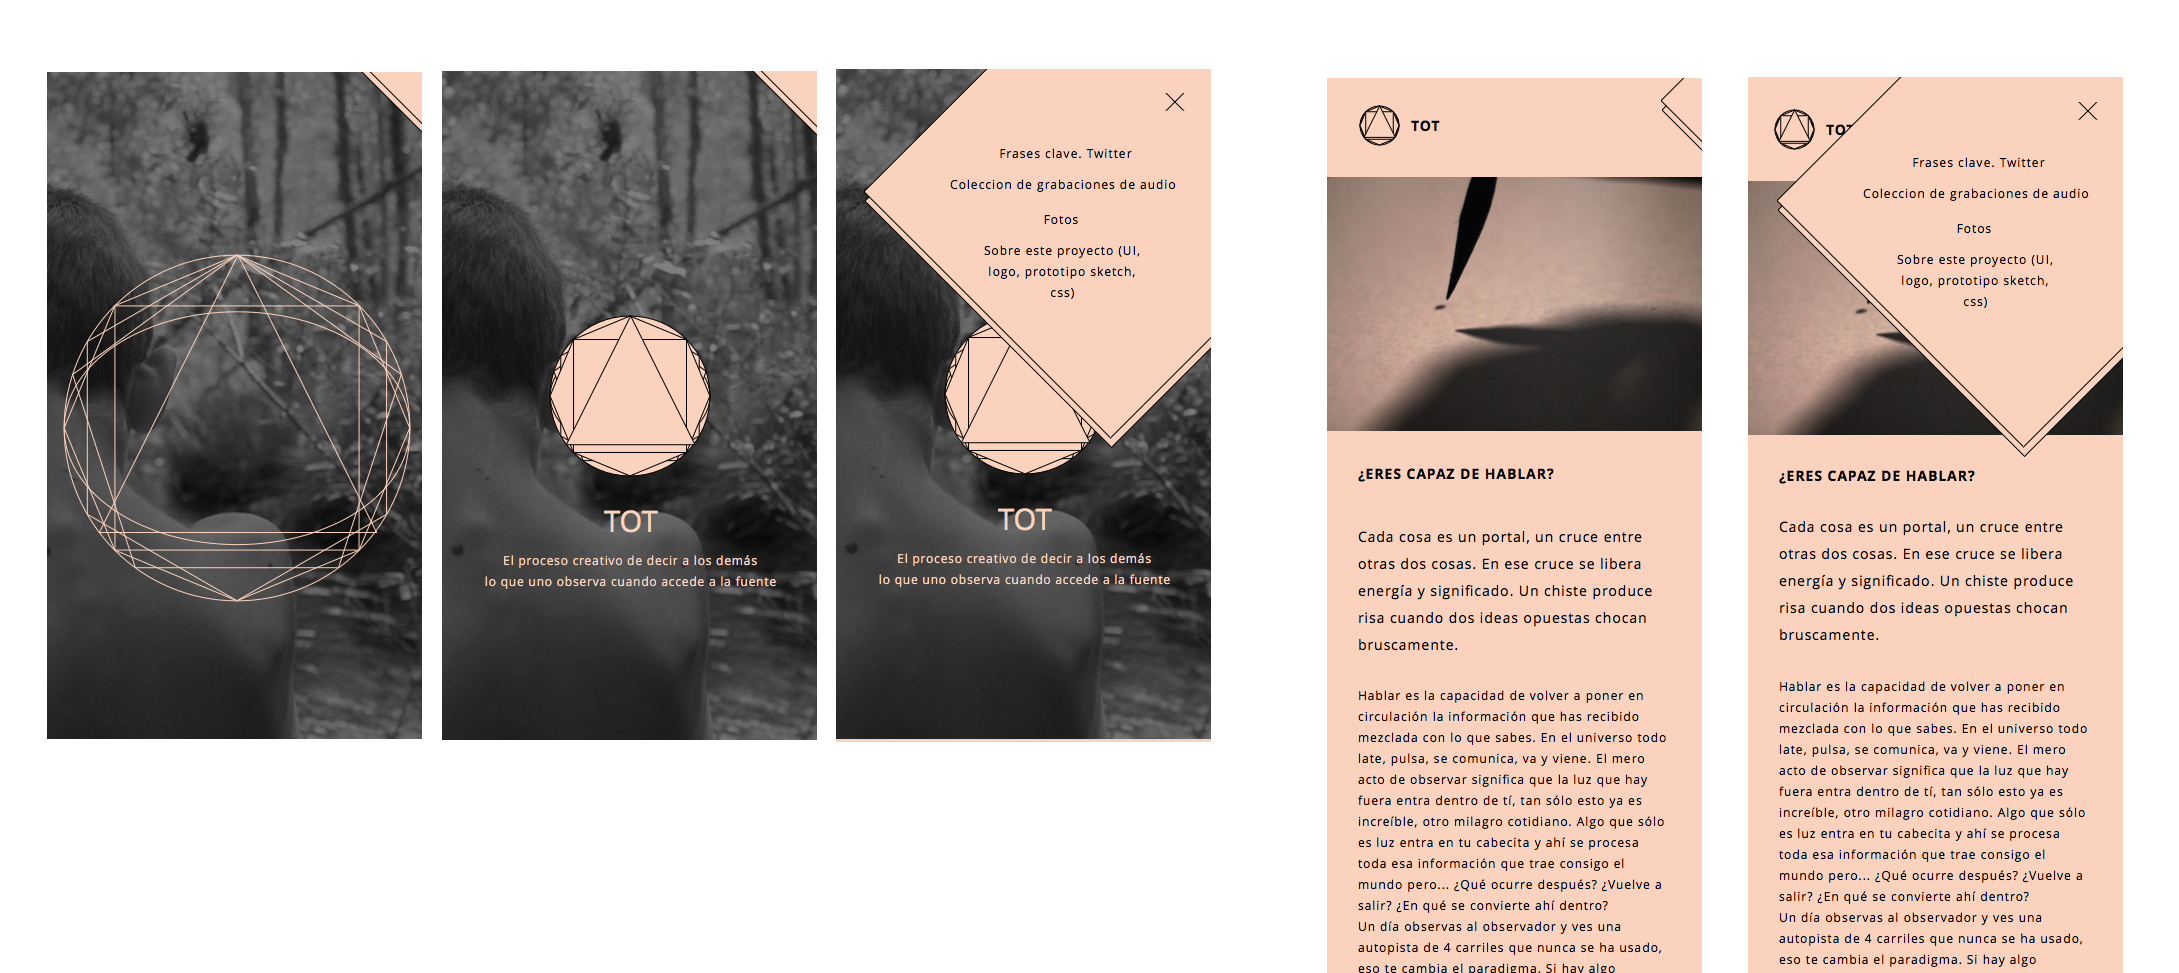 TOT
El proceso creativo de decir a los demás
lo que uno observa cuando accede a la fuente
Frases clave. Twitter
Coleccion de grabaciones de audio
Fotos
Sobre este proyecto (UI,
logo, prototipo sketch,
css)
TOT
El proceso creativo de decir a los demás
lo que uno observa cuando accede a la fuente
TOT
¿ERES CAPAZ DE HABLAR?
Cada cosa es un portal, un cruce entre
otras dos cosas. En ese cruce se libera
energía y significado. Un chiste produce
risa cuando dos ideas opuestas chocan
bruscamente.
Hablar es la capacidad de volver a poner en
circulación la información que has recibido
mezclada con lo que sabes. En el universo todo
late, pulsa, se comunica, va y viene. El mero
acto de observar significa que la luz que hay
fuera entra dentro de tí, tan sólo esto ya es
increíble, otro milagro cotidiano. Algo que sólo
es luz entra en tu cabecita y ahí se procesa
toda esa información que trae consigo el
mundo pero... ¿Qué ocurre después? ¿Vuelve a
salir? ¿En qué se convierte ahí dentro?
Un día observas al observador y ves una
autopista de 4 carriles que nunca se ha usado,
eso te cambia el paradigma. Si hay algo
TOT
Frases clave. Twitter
Coleccion de grabaciones de audio
Fotos
Sobre este proyecto (UI,
logo, prototipo sketch,
css)
¿ERES CAPAZ DE HABLAR?
Cada cosa es un portal, un cruce entre
otras dos cosas. En ese cruce se libera
energía y significado. Un chiste produce
risa cuando dos ideas opuestas chocan
bruscamente.
Hablar es la capacidad de volver a poner en
circulación la información que has recibido
mezclada con lo que sabes. En el universo todo
late, pulsa, se comunica, va y viene. El mero
acto de observar significa que la luz que hay
fuera entra dentro de tí, tan sólo esto ya es
increíble, otro milagro cotidiano. Algo que sólo
es luz entra en tu cabecita y ahí se procesa
toda esa información que trae consigo el
mundo pero... ¿Qué ocurre después? ¿Vuelve a
salir? ¿En qué se convierte ahí dentro?
Un día observas al observador y ves una
autopista de 4 carriles que nunca se ha usado,
eso te cambia el paradigma. Si hay algo